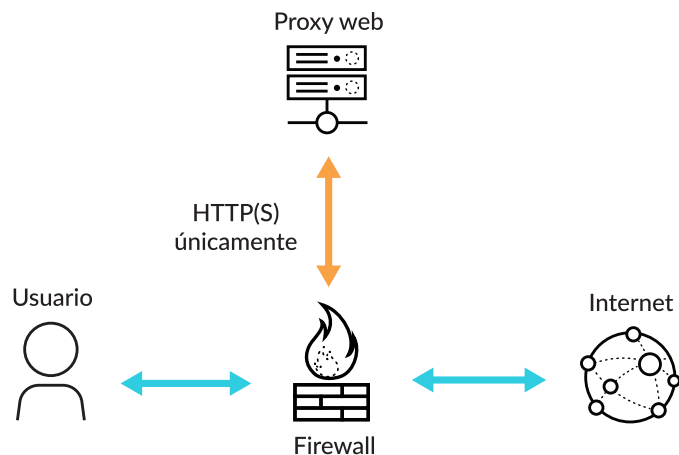 Proxy web
HTTP(S)
únicamente
Usuario
Internet
Firewall